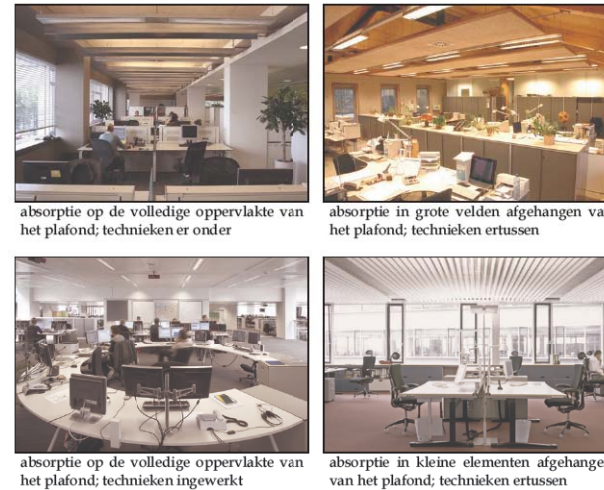 absorptie op de volledige oppervlakte van
het plafond; technieken er onder
absorptie in grote velden afgehangen va
het plafond; technieken ertussen
absorptie op de volledige oppervlakte van
het plafond; technieken ingewerkt
absorptie in kleine elementen afgehange
van het plafond; technieken ertussen